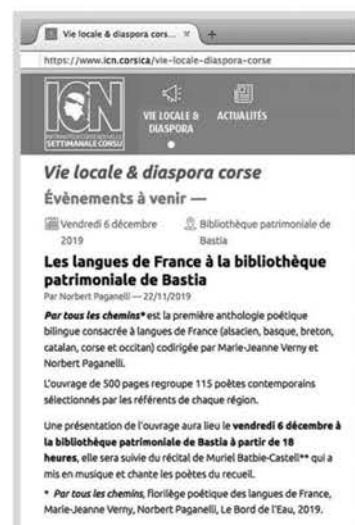 Vie locale & diaspora cors... ×
+
https://www.icn.corsica/vie-locale-diaspora-corse
ICN
SETTIMANALE CORSU
VIE LOCALE & DIASPORA
ACTUALITÉS
Vie locale & diaspora corse
Évènements à venir —
Vendredi 6 décembre 2019
Bibliothèque patrimoniale de Bastia
Les langues de France à la bibliothèque
patrimoniale de Bastia
Par Norbert Paganelli — 22/11/2019
Par tous les chemins* est la première anthologie poétique
bilingue consacrée à langues de France (alsacien, basque, breton,
catalan, corse et occitan) codirigée par Marie-Jeanne Verny et
Norbert Paganelli.
L'ouvrage de 500 pages regroupe 115 poètes contemporains
sélectionnés par les référents de chaque région.
Une présentation de l'ouvrage aura lieu le vendredi 6 décembre à
la bibliothèque patrimoniale de Bastia à partir de 18
heures, elle sera suivie du récital de Muriel Batbie-Castell** qui a
mis en musique et chante les poètes du recueil.
* Par tous les chemins, florilège poétique des langues de France,
Marie-Jeanne Verny, Norbert Paganelli, Le Bord de l'Eau, 2019.